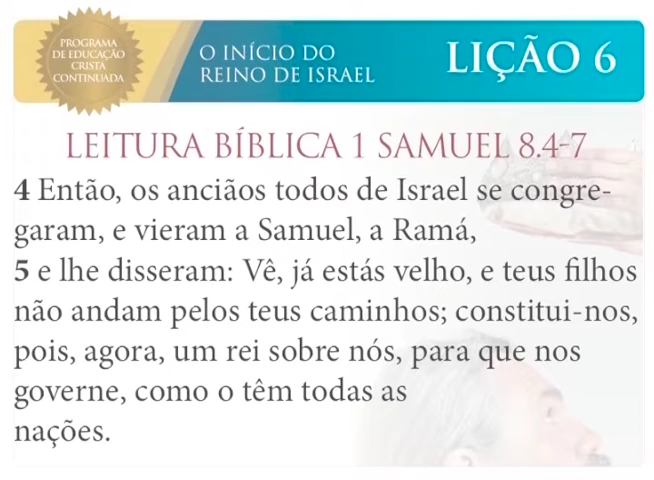 PROGRAMA
DE EDUCAÇÃO
CRISTÃ
CONTINUADA
O INÍCIO DO
REINO DE ISRAEL
LIÇÃO 6
LEITURA BÍBLICA 1 SAMUEL 8.4-7
4 Então, os anciãos todos de Israel se congre-
garam, e vieram a Samuel, a Ramá,
5 e lhe disseram: Vê, já estás velho, e teus filhos
não andam pelos teus caminhos; constitui-nos,
pois, agora, um rei sobre nós, para que nos
governe, como o têm todas as
nações.